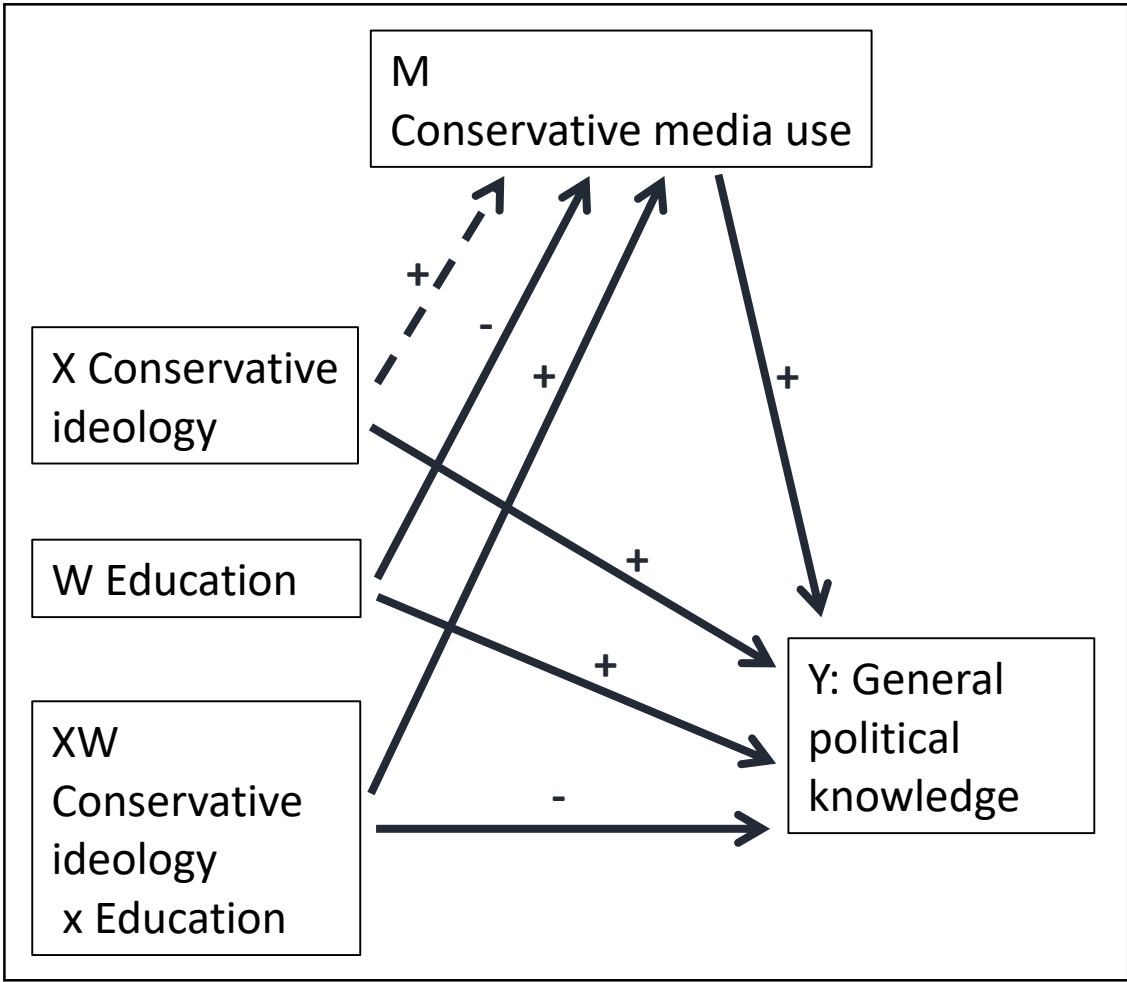 M
Conservative media use
+
-
+
+
X Conservative
ideology
+
W Education
+
Y: General
political
knowledge
XW
Conservative
ideology
x Education
-